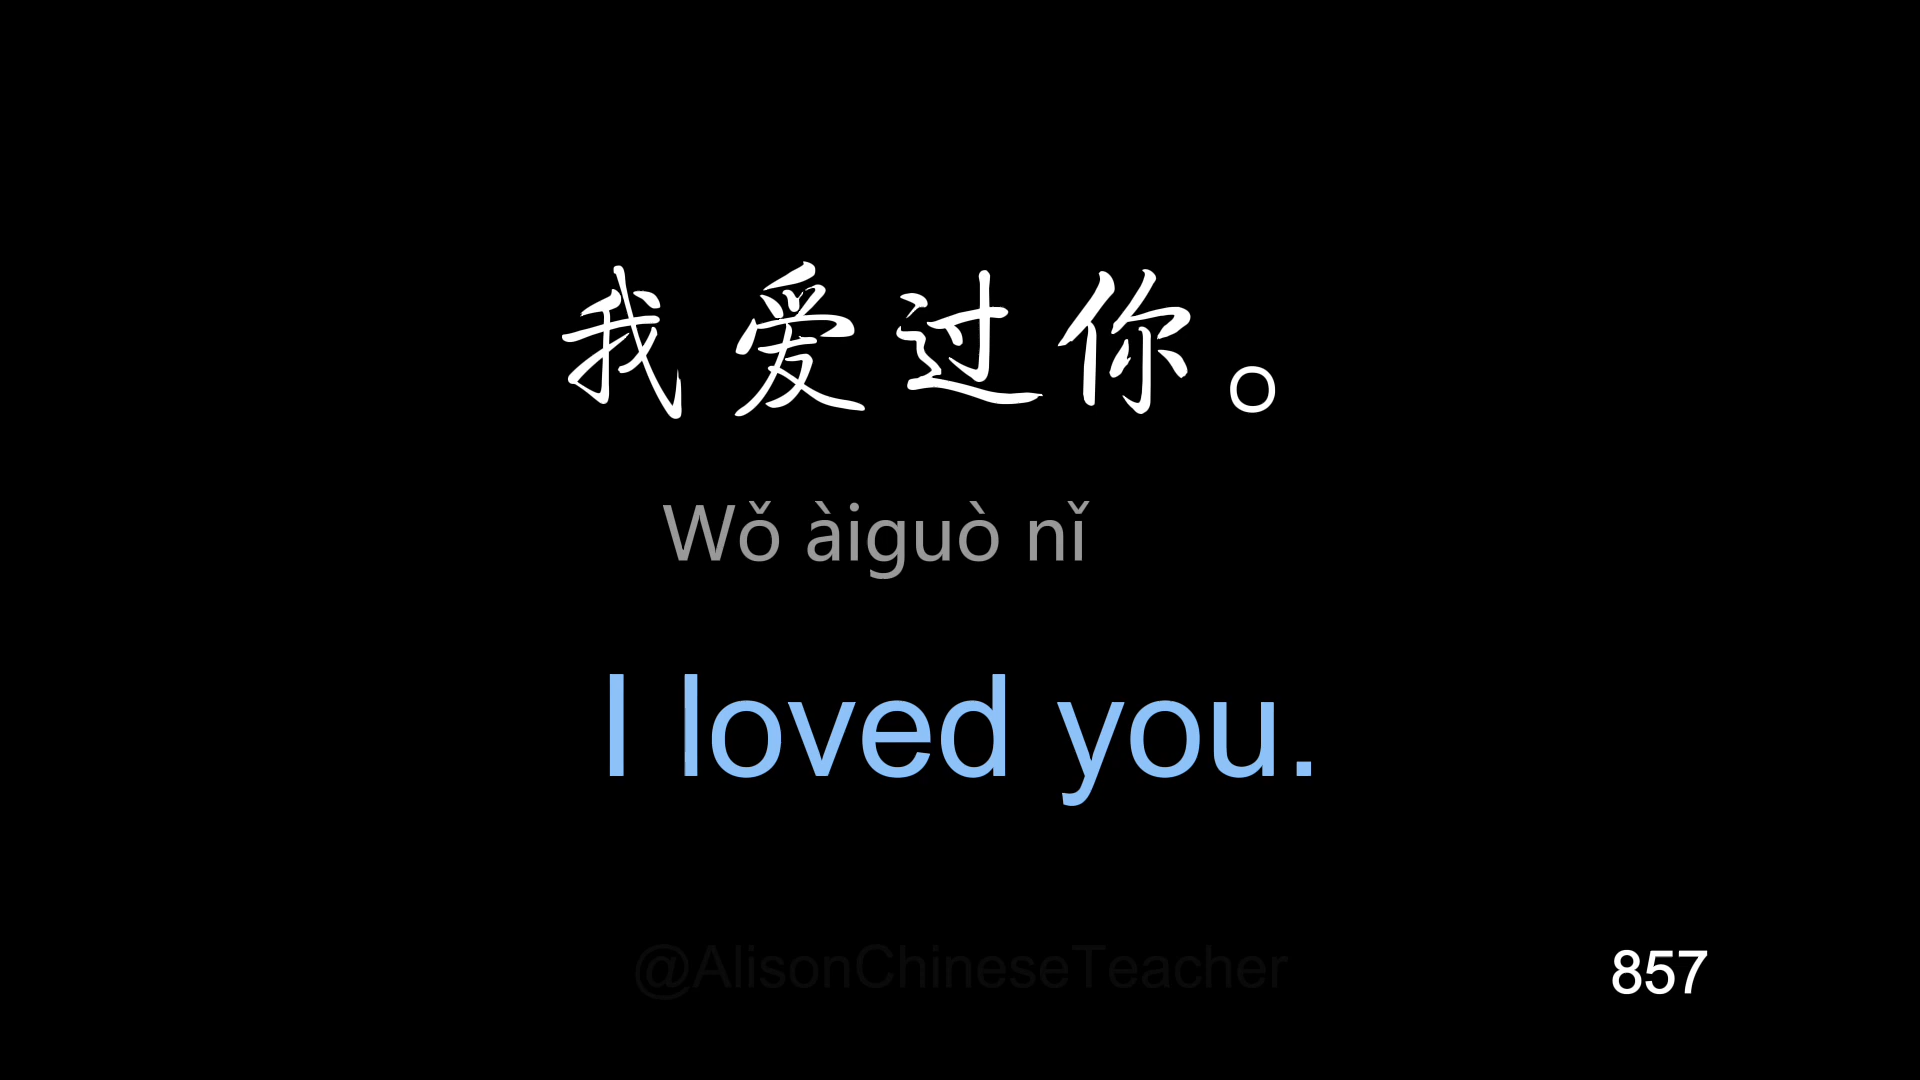 我爱过你。
Wǒ àiguò nǐ
I loved you.
@AlisonChineseTeacher
857